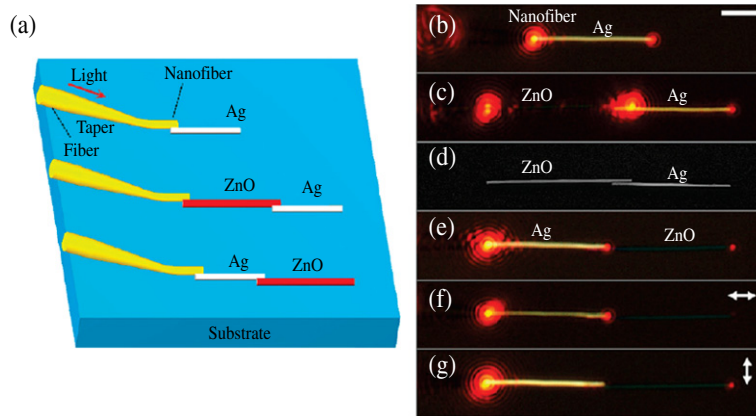 (a)
Light
Nanofiber
Taper
Fiber
Ag
ZnO
Ag
Ag
ZnO
Substrate
(b)
Nanofiber
Ag
(c)
ZnO
Ag
(d)
ZnO
Ag
(e)
Ag
ZnO
(f)
(g)